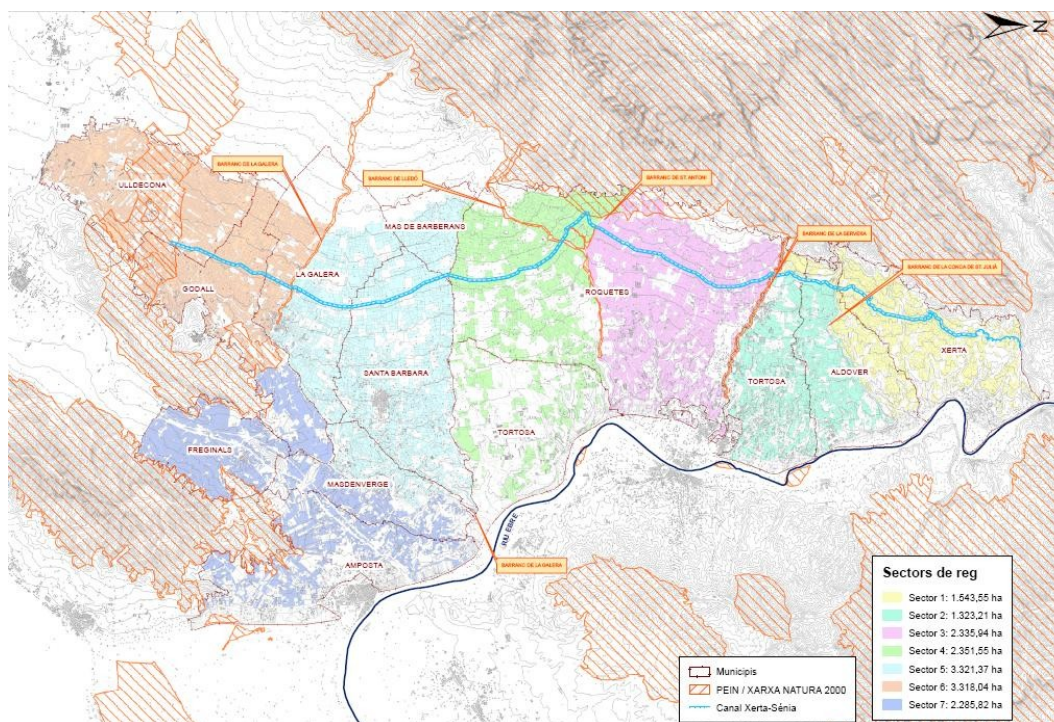 N
ULLDECONA
BARRANC DE LA GALERA
BARRANC DE LLEDÓ
BARRANC DE ST. ANTONI
MAS DE BARBERANS
BARRANC DE LA SERVERA
LA GALERA
BARRANC DE LA CONCA DE ST. JULIÀ
GODALL
ROQUETES
XERTA
SANTA BARBARA
TORTOSA
ALDOVER
TORTOSA
FREGINALS
MASDENVERGE
RIU EBRE
AMPOSTA
BARRANC DE LA GALERA
Municipis
PEIN / XARXA NATURA 2000
Canal Xerta-Sénia
Sectors de reg
Sector 1: 1.543,55 ha
Sector 2: 1.323,21 ha
Sector 3: 2.335,94 ha
Sector 4: 2.351,55 ha
Sector 5: 3.321,37 ha
Sector 6: 3.318,04 ha
Sector 7: 2.285,82 ha